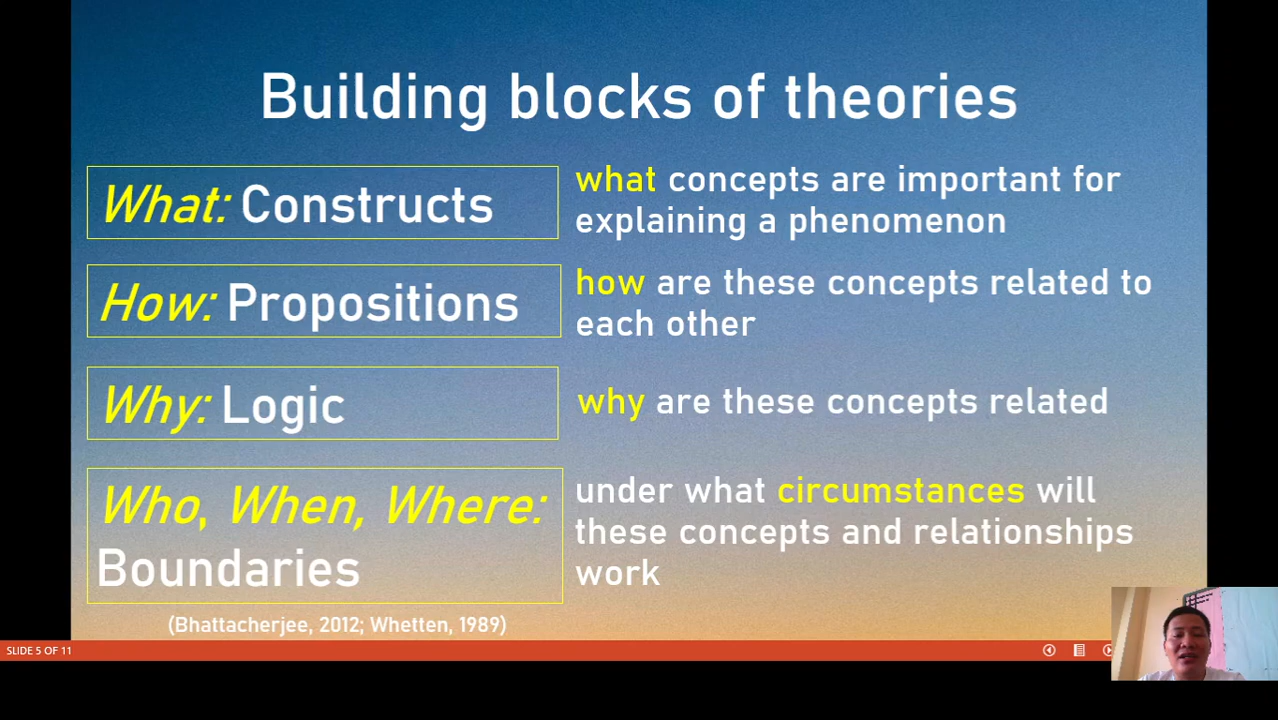 Building blocks of theories
What: Constructs
what concepts are important for
explaining a phenomenon
How: Propositions
how are these concepts related to
each other
Why: Logic
why are these concepts related
Who, When, Where:
Boundaries
under what circumstances will
these concepts and relationships
work
(Bhattacherjee, 2012; Whetten, 1989)
SLIDE 5 OF 11